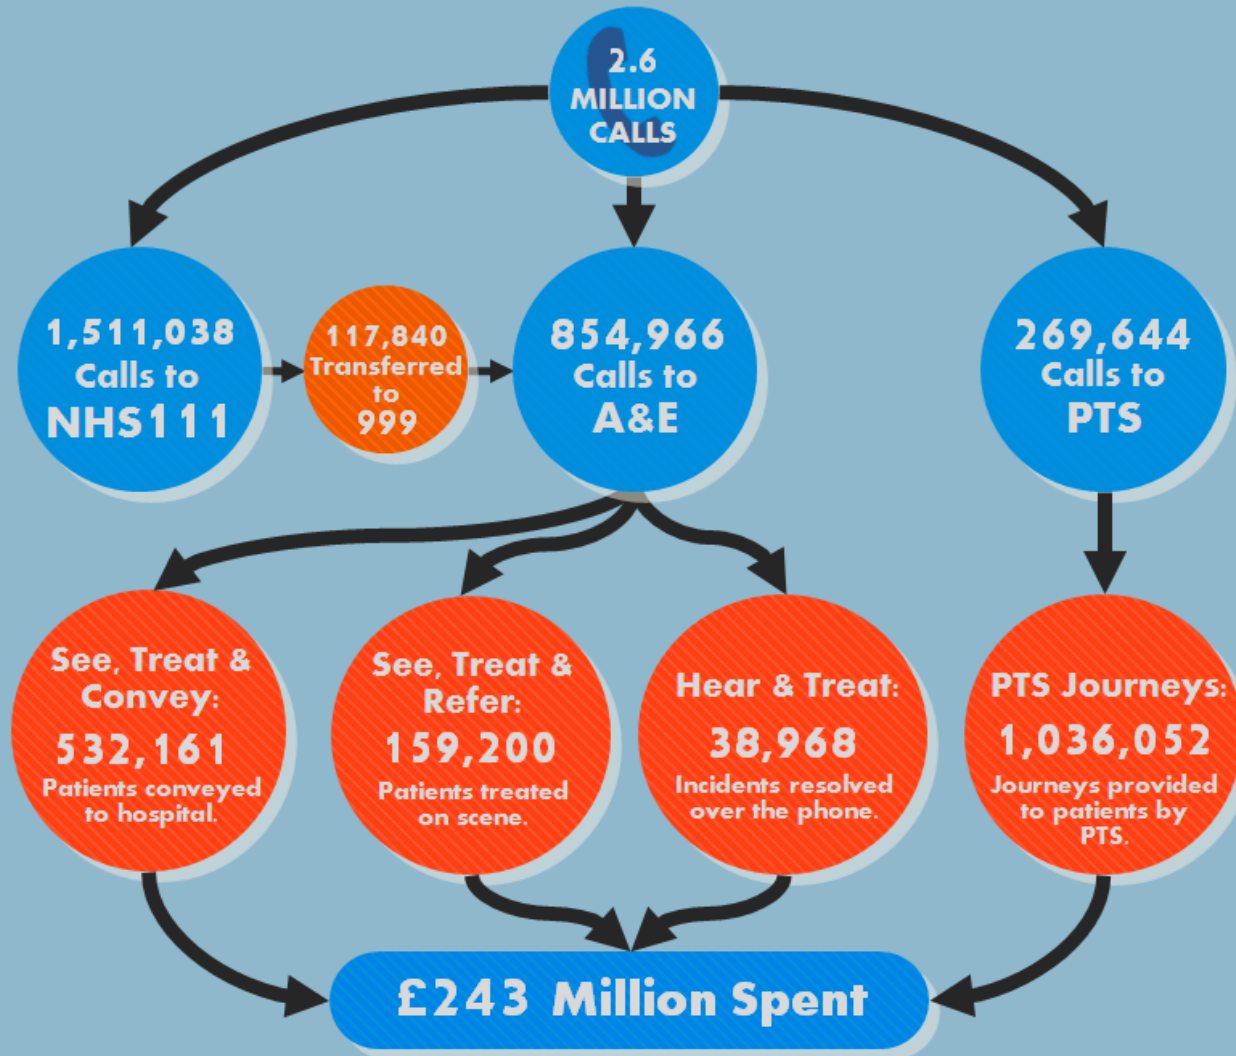 2.6
MILLION
CALLS
1,511,038
Calls to
NHS111
117,840
Transferred
to
999
854,966
Calls to
A&E
269,644
Calls to
PTS
See, Treat &
Convey:
532,161
Patients conveyed
to hospital.
See, Treat &
Refer:
159,200
Patients treated
on scene.
Hear & Treat:
38,968
Incidents resolved
over the phone.
PTS Journeys:
1,036,052
Journeys provided
to patients by
PTS.
£243 Million Spent